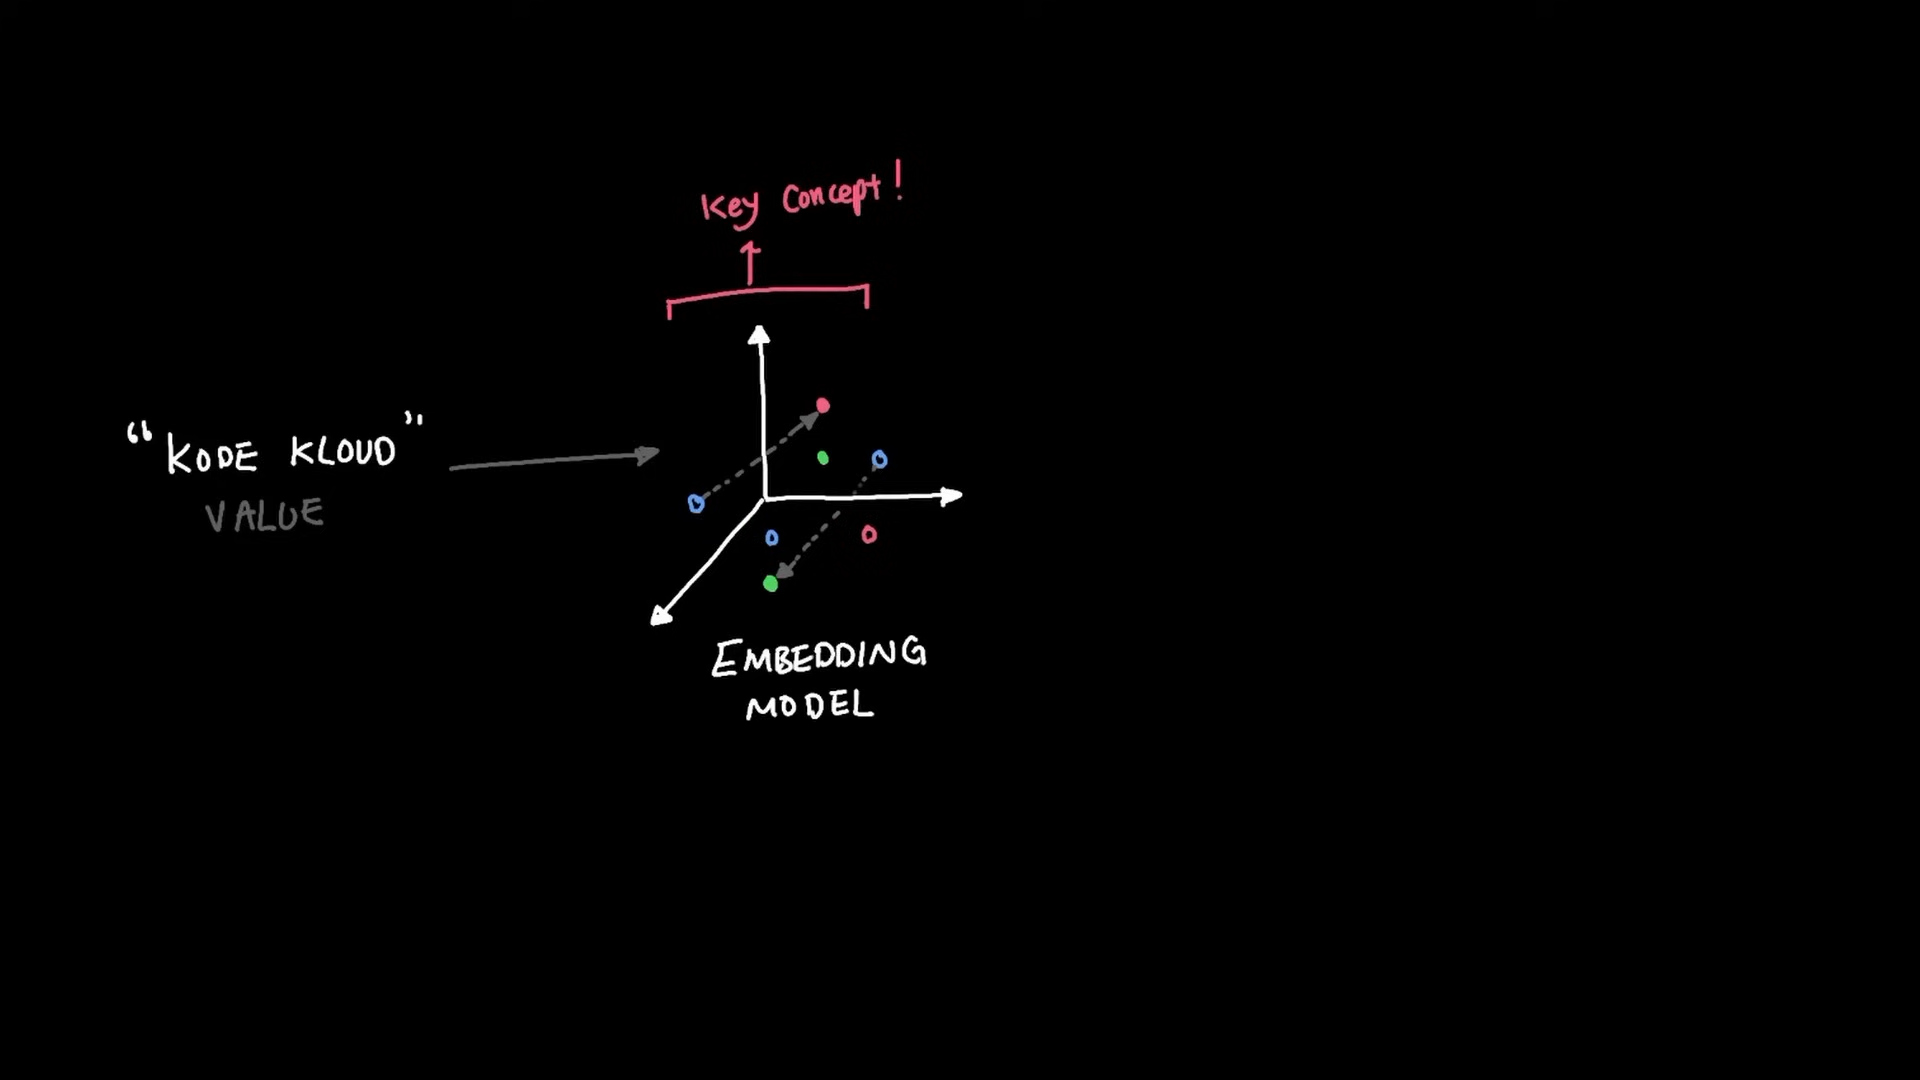 Key Concept!
“KODE KLOUD”
VALUE
EMBEDDING
MODEL